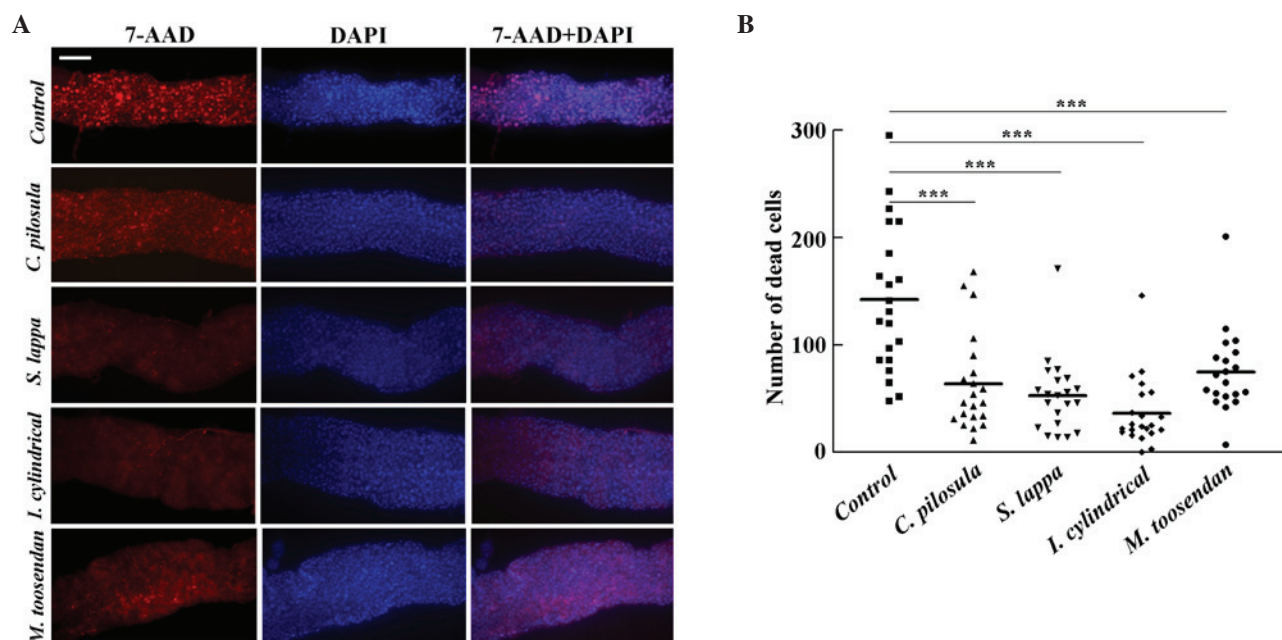 A
7-AAD
DAPI
7-AAD+DAPI
Control
C. pilosula
S. lappa
I. cylindrical
M. toosendan
B
Number of dead cells
300
200
100
0
***
***
***
***
Control
C. pilosula
S. lappa
I. cylindrical
M. toosendan